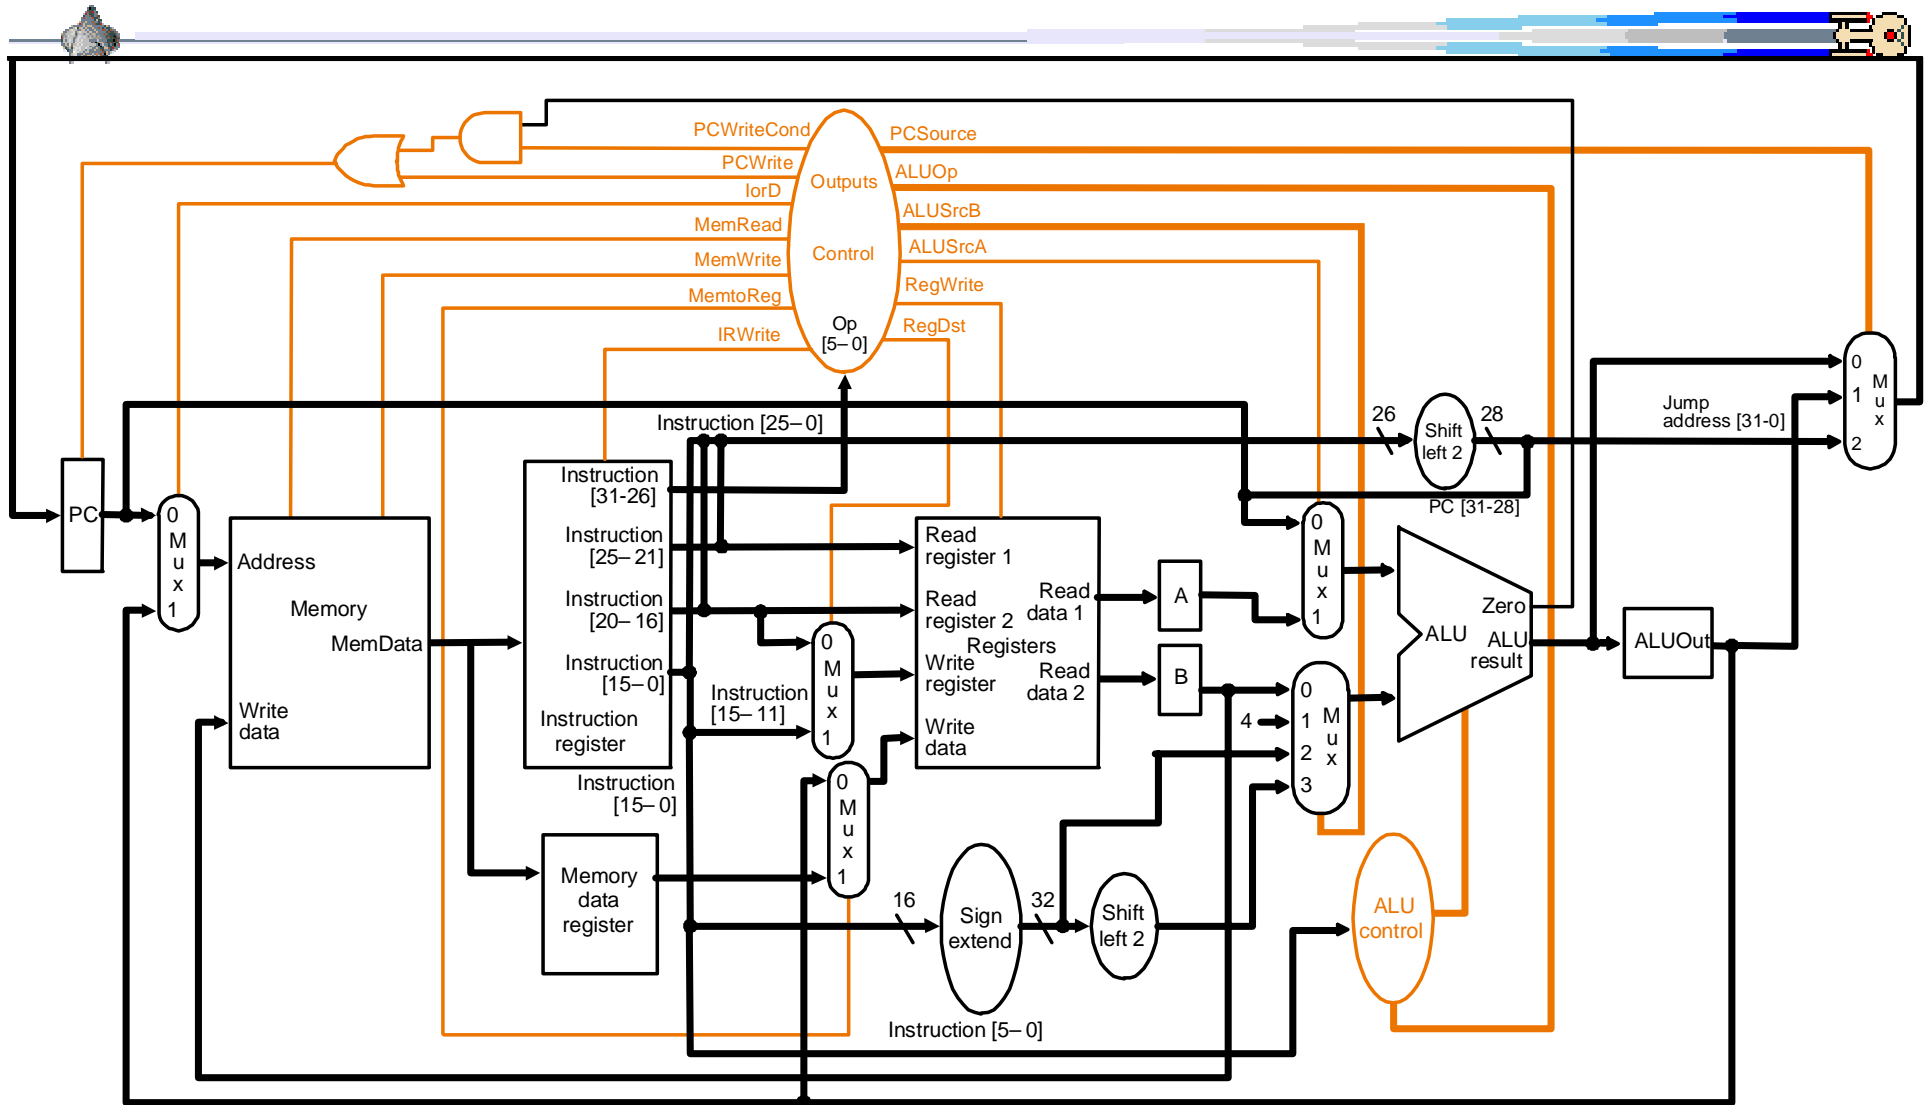 PCWriteCond
PCWrite
IorD
MemRead
MemWrite
MemtoReg
IRWrite
Outputs
Control
Op
[5–0]
PCSource
ALUOp
ALUSrcB
ALUSrcA
RegWrite
RegDst
PC
0
M
u
x
1
Address
Memory
MemData
Write
data
Instruction [25–0]
Instruction
[31-26]
Instruction
[25–21]
Instruction
[20–16]
Instruction
[15–0]
Instruction
register
Instruction
[15–0]
Memory
data
register
Instruction
[15–11]
0
M
u
x
1
0
M
u
x
1
Read
register 1
Read
register 2
Registers
Write
register
Write
data
Read
data 1
Read
data 2
A
B
16
Sign
extend
32
Shift
left 2
Instruction [5–0]
26
Shift
left 2
28
PC [31-28]
Jump
address [31-0]
0
M
u
x
1
4
0
1
2
3
M
u
x
Zero
ALU
ALU
result
ALUOut
ALU
control
0
1
2
M
u
x